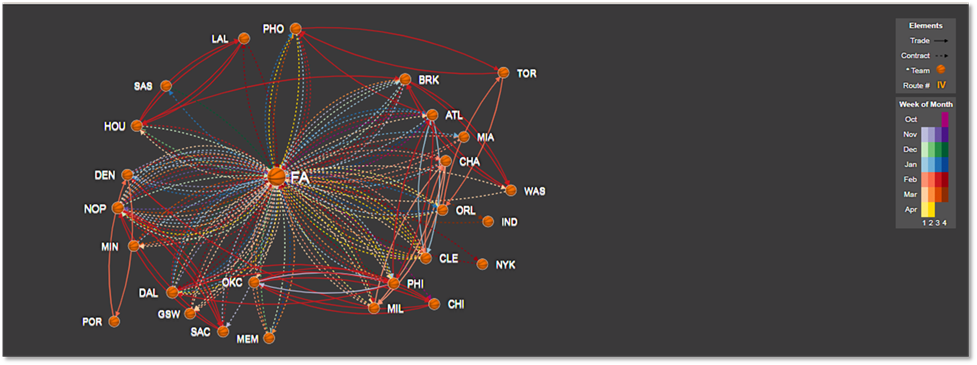 PHO
LAL
TOR
SAS
BRK
ATL
HOU
MIA
CHA
DEN
FA
WAS
NOP
ORL
IND
MIN
CLE
NYK
OKC
PHI
DAL
MIL
CHI
GSW
POR
SAC
MEM
Elements
Trade
Contract
* Team
Route # IV
Week of Month
Oct
Nov
Dec
Jan
Feb
Mar
Apr
1 2 3 4